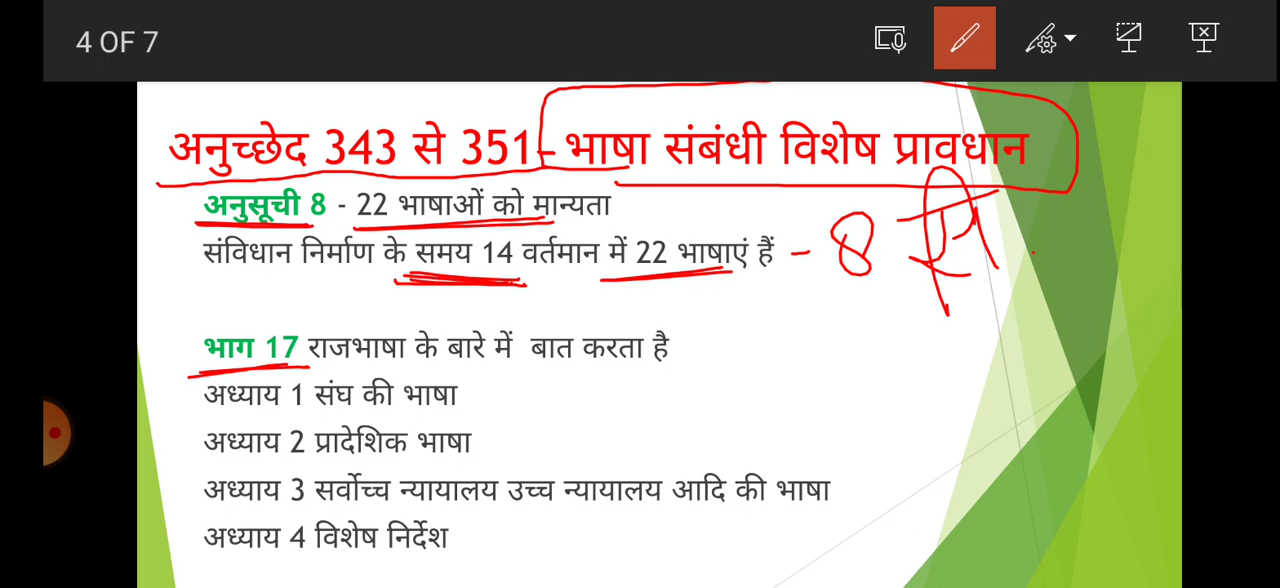 4 OF 7
अनुच्छेद 343 से 351- भाषा संबंधी विशेष प्रावधान
अनुसूची 8 - 22 भाषाओं को मान्यता
संविधान निर्माण के समय 14 वर्तमान में 22 भाषाएं हैं - 8
भाग 17 राजभाषा के बारे में बात करता है
अध्याय 1 संघ की भाषा
अध्याय 2 प्रादेशिक भाषा
अध्याय 3 सर्वोच्च न्यायालय उच्च न्यायालय आदि की भाषा
अध्याय 4 विशेष निर्देश